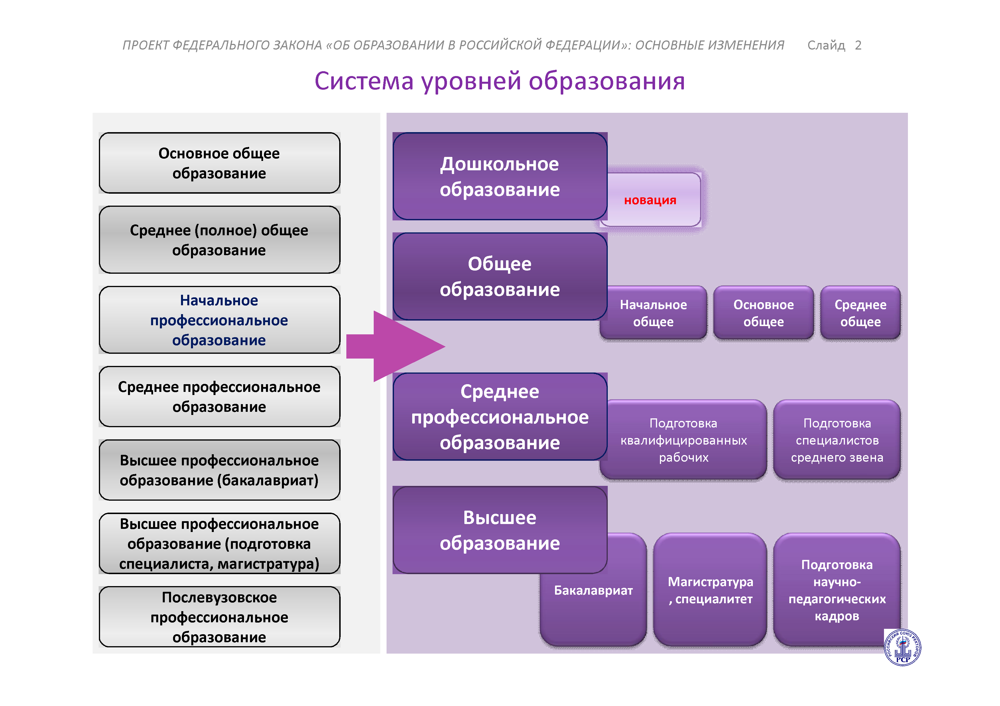 ПРОЕКТ ФЕДЕРАЛЬНОГО ЗАКОНА «ОБ ОБРАЗОВАНИИ В РОССИЙСКОЙ ФЕДЕРАЦИИ»: ОСНОВНЫЕ ИЗМЕНЕНИЯ Слайд 2
Система уровней образования
Основное общее
образование
Среднее (полное) общее
образование
Начальное
профессиональное
образование
Среднее профессиональное
образование
Высшее профессиональное
образование (бакалавриат)
Высшее профессиональное
образование (подготовка
специалиста, магистратура)
Послевузовское
профессиональное
образование
Дошкольное
образование
новация
Общее
образование
Начальное
общее
Основное
общее
Среднее
общее
Среднее
профессиональное
образование
Подготовка
квалифицированных
рабочих
Подготовка
специалистов
среднего звена
Высшее
образование
Бакалавриат
Магистратура
, специалитет
Подготовка
научно-
педагогических
кадров
РОССИЙСКИЙ СОЮЗ РЕКТОРОВ
РСР